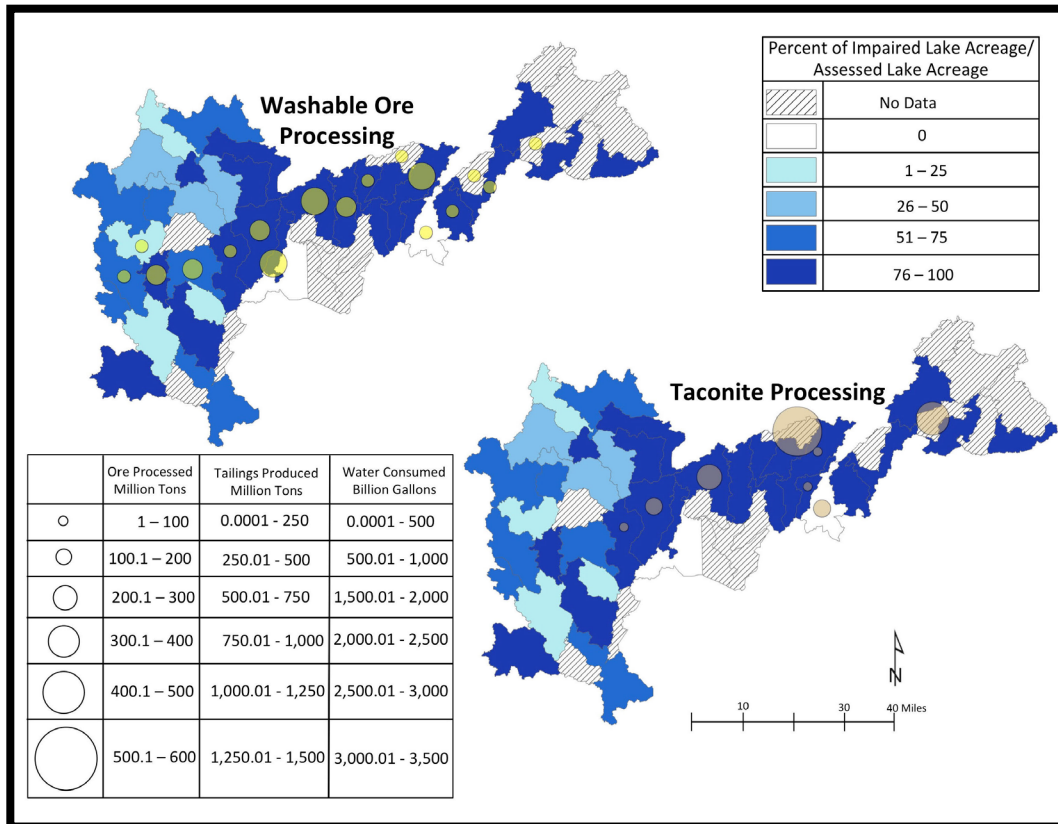 Washable Ore
Processing
Percent of Impaired Lake Acreage/
Assessed Lake Acreage
No Data
0
1 – 25
26 – 50
51 – 75
76 – 100
Taconite Processing
Ore Processed
Million Tons
Tailings Produced
Million Tons
Water Consumed
Billion Gallons
1 – 100
0.0001 - 250
0.0001 - 500
100.1 – 200
250.01 - 500
500.01 - 1,000
200.1 – 300
500.01 - 750
1,500.01 - 2,000
300.1 – 400
750.01 - 1,000
2,000.01 - 2,500
400.1 – 500
1,000.01 - 1,250
2,500.01 - 3,000
500.1 – 600
1,250.01 - 1,500
3,000.01 - 3,500
N
10
30
40 Miles